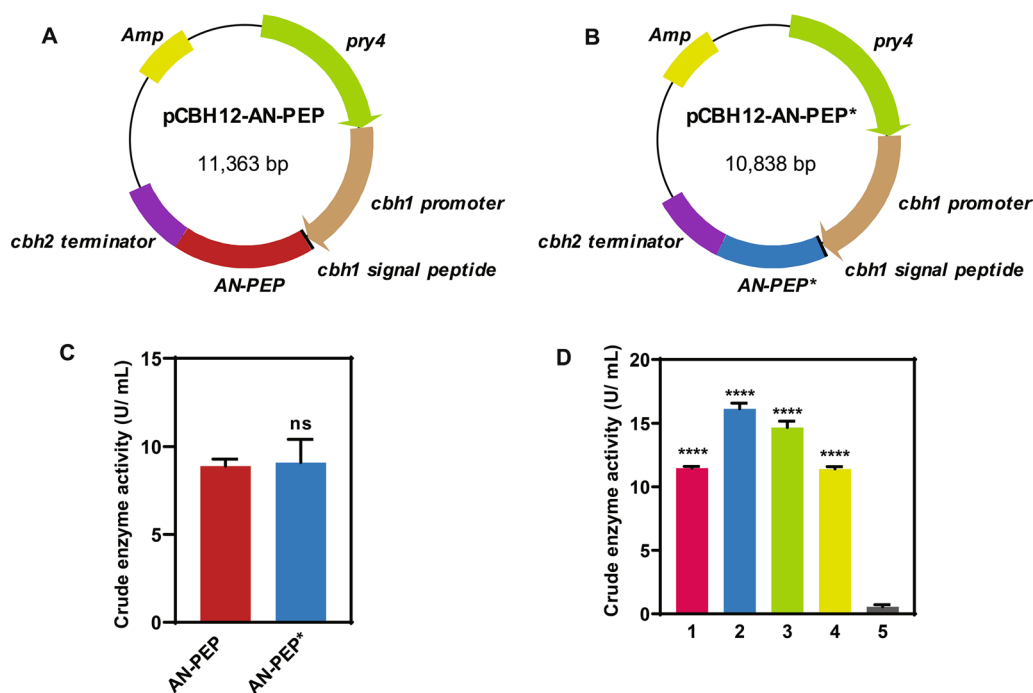 A
Amp
pry4
pCBH12-AN-PEP
11,363 bp
cbh1 promoter
cbh2 terminator
cbh1 signal peptide
AN-PEP
B
Amp
pry4
pCBH12-AN-PEP*
10,838 bp
cbh1 promoter
cbh2 terminator
cbh1 signal peptide
AN-PEP*
C
Crude enzyme activity (U/ mL)
15
10
5
0
ns
AN-PEP
AN-PEP*
D
Crude enzyme activity (U/ mL)
20
15
10
5
0
****
****
****
****
1 2 3 4 5